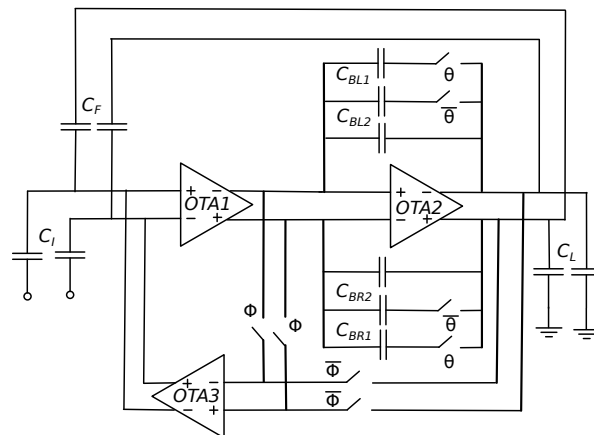 C_BL1
θ
C_F
C_BL2
θ̅
+ −
OTA1
− +
+ −
OTA2
− +
C_I
C_L
C_BR2
θ̅
Φ
Φ
C_BR1
θ
Φ̅
+ −
OTA3
Φ̅
− +